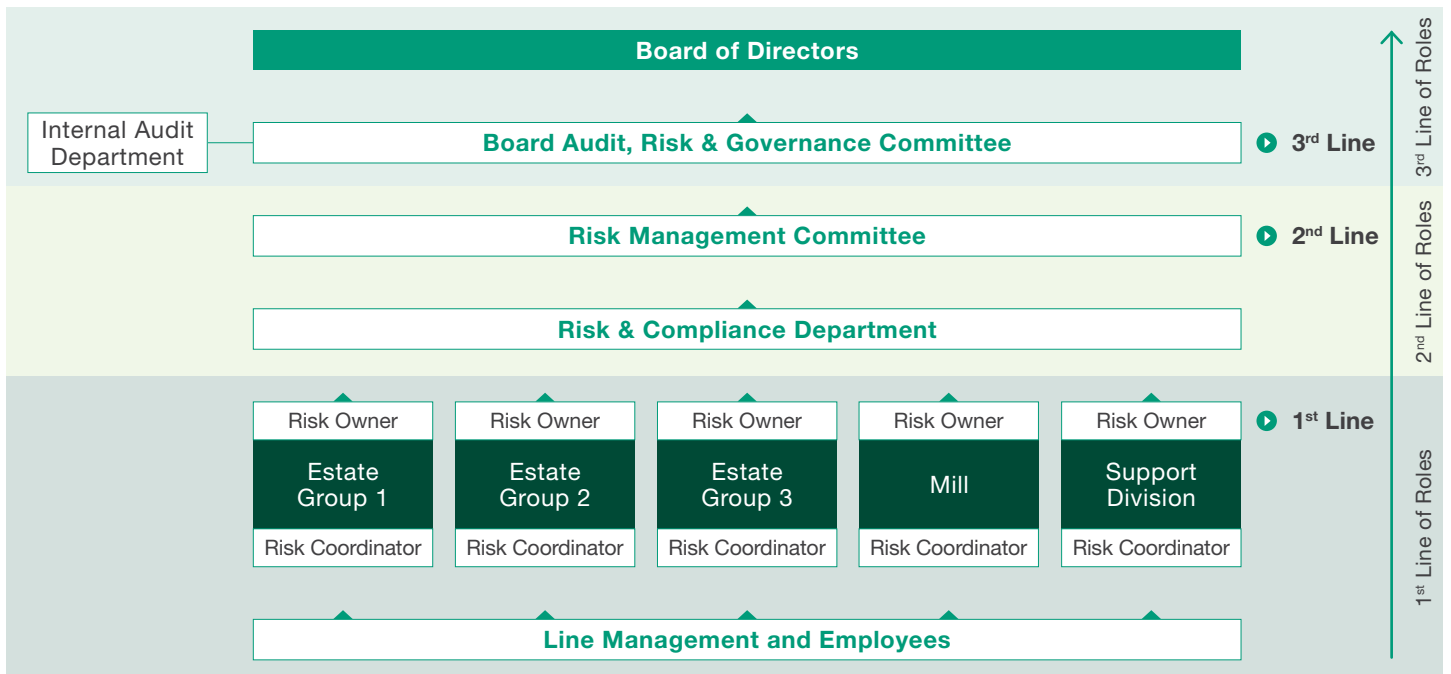 Board of Directors
Internal Audit
Department
Board Audit, Risk & Governance Committee
3rd Line
3rd Line of Roles
Risk Management Committee
2nd Line
Risk & Compliance Department
2nd Line of Roles
Risk Owner
Risk Owner
Risk Owner
Risk Owner
Risk Owner
1st Line
Estate
Group 1
Estate
Group 2
Estate
Group 3
Mill
Support
Division
Risk Coordinator
Risk Coordinator
Risk Coordinator
Risk Coordinator
Risk Coordinator
1st Line of Roles
Line Management and Employees